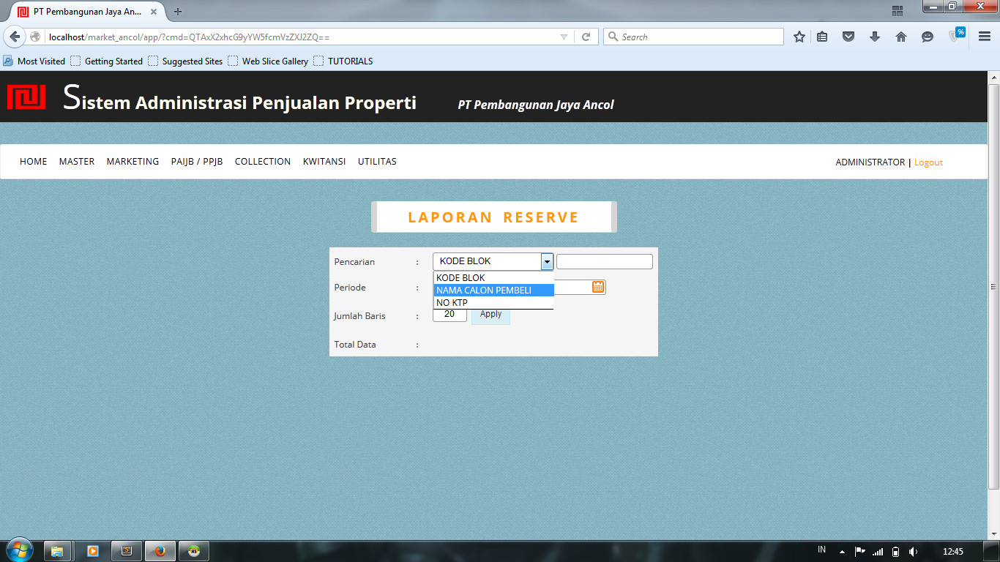 PT Pembangunan Jaya Anc...
localhost/market_ancol/app/?cmd=QTAxX2xhcG9yYW5fcmVzZXJ2ZQ==
Search
%
Most Visited Getting Started Suggested Sites Web Slice Gallery TUTORIALS
Sistem Administrasi Penjualan Properti PT Pembangunan Jaya Ancol
HOME MASTER MARKETING PAIJB / PPJB COLLECTION KWITANSI UTILITAS ADMINISTRATOR | Logout
LAPORAN RESERVE
Pencarian : KODE BLOK
KODE BLOK
Periode :
NAMA CALON PEMBELI
NO KTP
Jumlah Baris : 20 Apply
Total Data :
IN 12:45